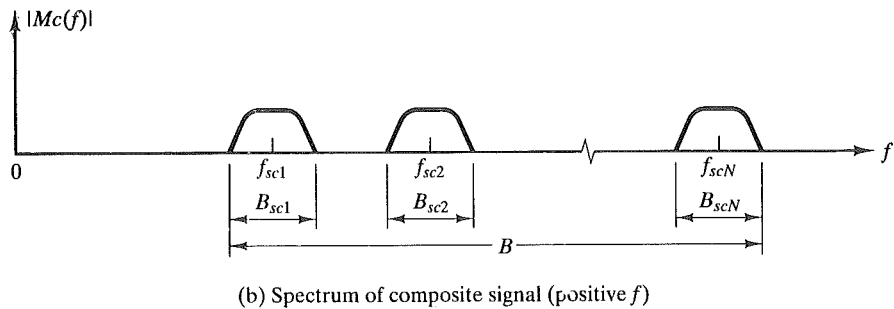 |Mc(f)|
0
f
fsc1
fsc2
fscN
Bsc1
Bsc2
BscN
B
(b) Spectrum of composite signal (positive f)